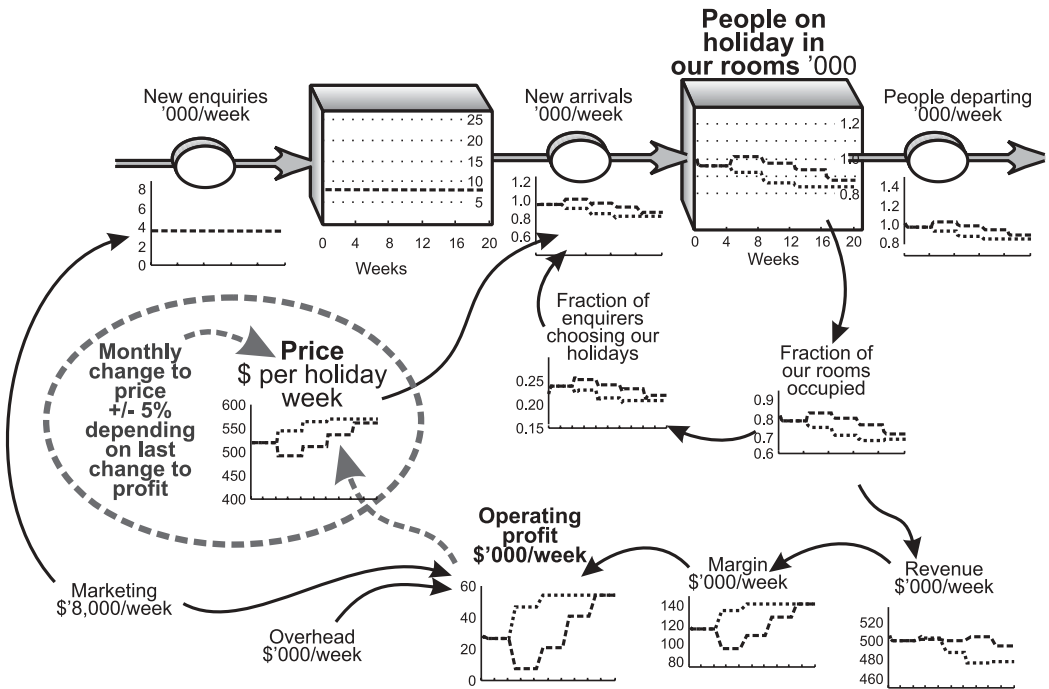 People on
holiday in
our rooms '000
New enquiries
'000/week
New arrivals
'000/week
People departing
'000/week
25
20
15
10
5
0 4 8 12 16 20
Weeks
1.2
1.0
0.8
0 4 8 12 16 20
Weeks
8
6
4
2
0
1.2
1.0
0.8
0.6
1.4
1.2
1.0
0.8
Monthly
change to
price
+/- 5%
depending
on last
change to
profit
Price
$ per holiday
week
600
550
500
450
400
Fraction of
enquirers
choosing our
holidays
0.25
0.20
0.15
Fraction of
our rooms
occupied
0.9
0.8
0.7
0.6
Marketing
$'8,000/week
Overhead
$'000/week
Operating
profit
$'000/week
60
40
20
0
Margin
$'000/week
140
120
100
80
Revenue
$'000/week
520
500
480
460